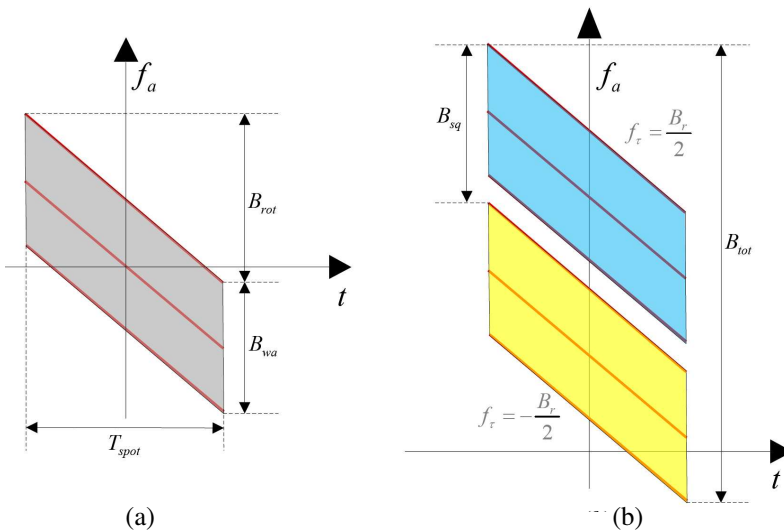 f_a
B_rot
t
B_wa
T_spot
(a)
f_a
B_sq
f_τ = B_r / 2
B_tot
f_τ = − B_r / 2
t
(b)